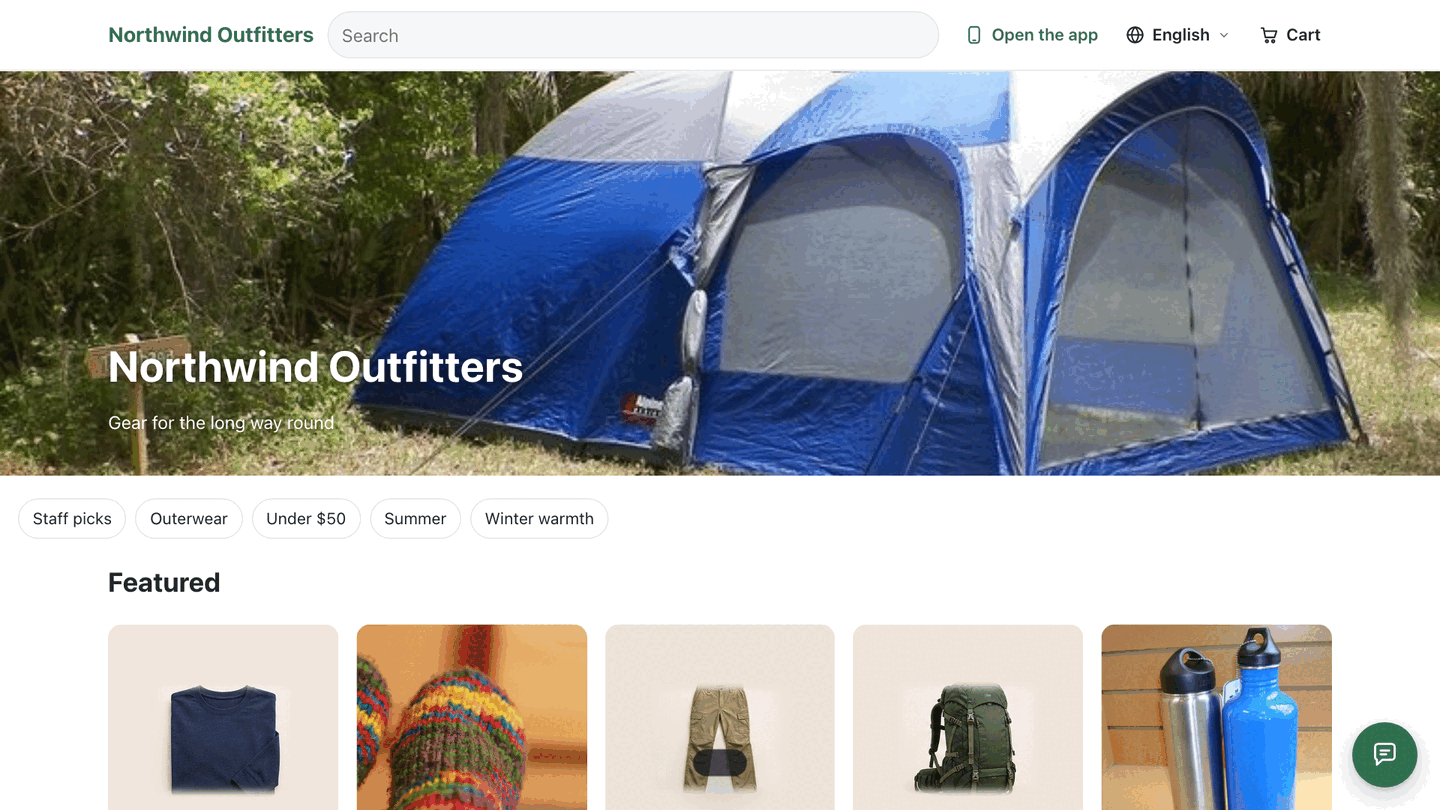 Northwind Outfitters
Search
Open the app
English
Cart
Northwind Outfitters
Gear for the long way round
Staff picks
Outerwear
Under $50
Summer
Winter warmth
Featured